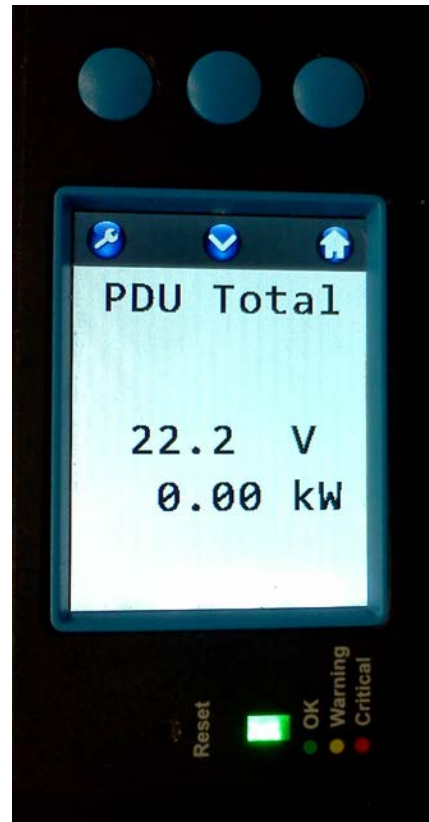 PDU Total
22.2 V
0.00 kW
Reset
OK
Warning
Critical